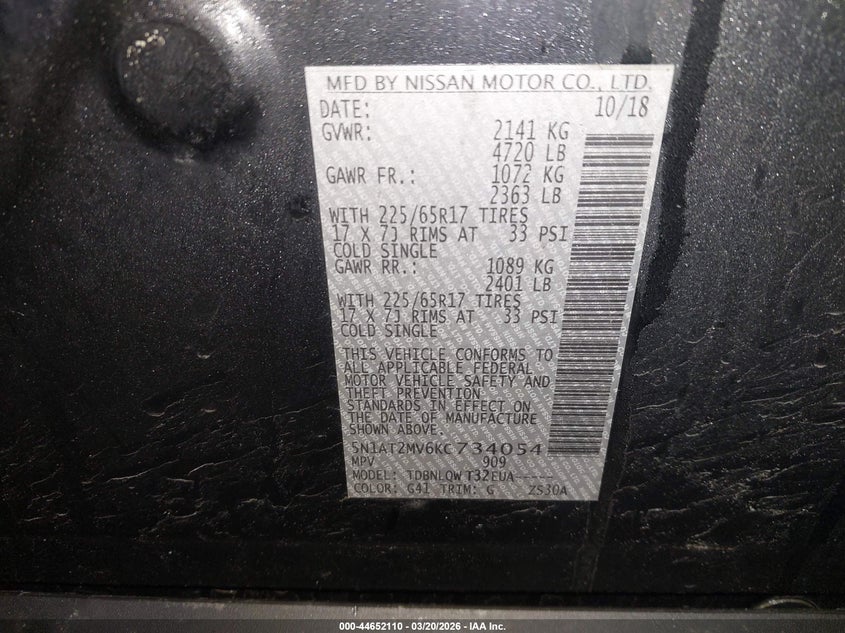 MFD BY NISSAN MOTOR CO., LTD.
DATE: 10/18
GVWR: 2141 KG
4720 LB
GAWR FR.: 1072 KG
2363 LB
WITH 225/65R17 TIRES
17 X 7J RIMS AT 33 PSI
COLD SINGLE
GAWR RR.: 1089 KG
2401 LB
WITH 225/65R17 TIRES
17 X 7J RIMS AT 33 PSI
COLD SINGLE
THIS VEHICLE CONFORMS TO
ALL APPLICABLE FEDERAL
MOTOR VEHICLE SAFETY AND
THEFT PREVENTION
STANDARDS IN EFFECT ON
THE DATE OF MANUFACTURE
SHOWN ABOVE.
5N1AT2MV6KC734054
MPV 909
MODEL: TDBNLQW T32EUA-----
COLOR: G41 TRIM: G ZS30A
000-44652110 - 03/20/2026 - IAA Inc.